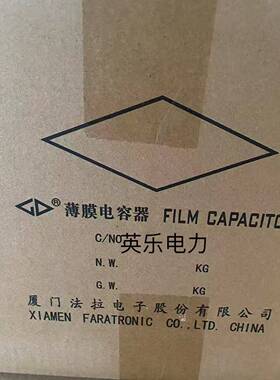 ® 薄膜电容器 FILM CAPACITO
C/NO 英乐电力
N.W. KG
G.W. KG
厦门法拉电子股份有限公司
XIAMEN FARATRONIC CO.,LTD. CHINA